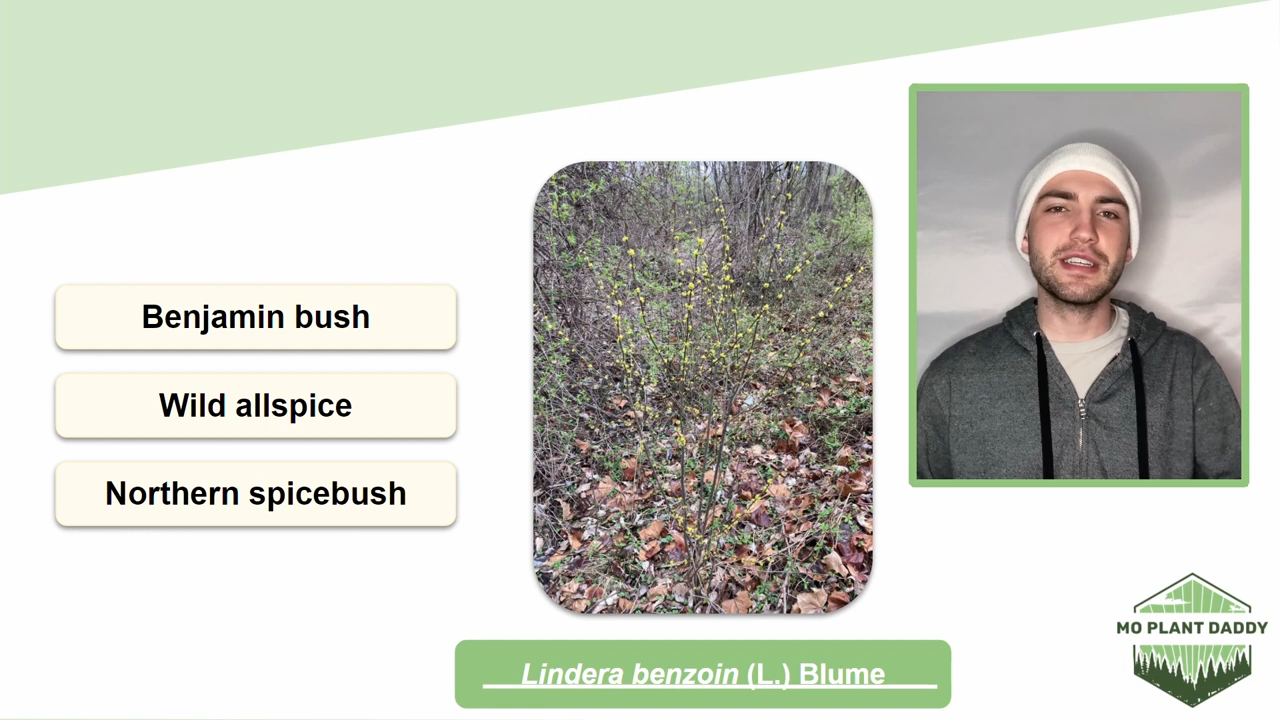 Benjamin bush
Wild allspice
Northern spicebush
Lindera benzoin (L.) Blume
MO PLANT DADDY